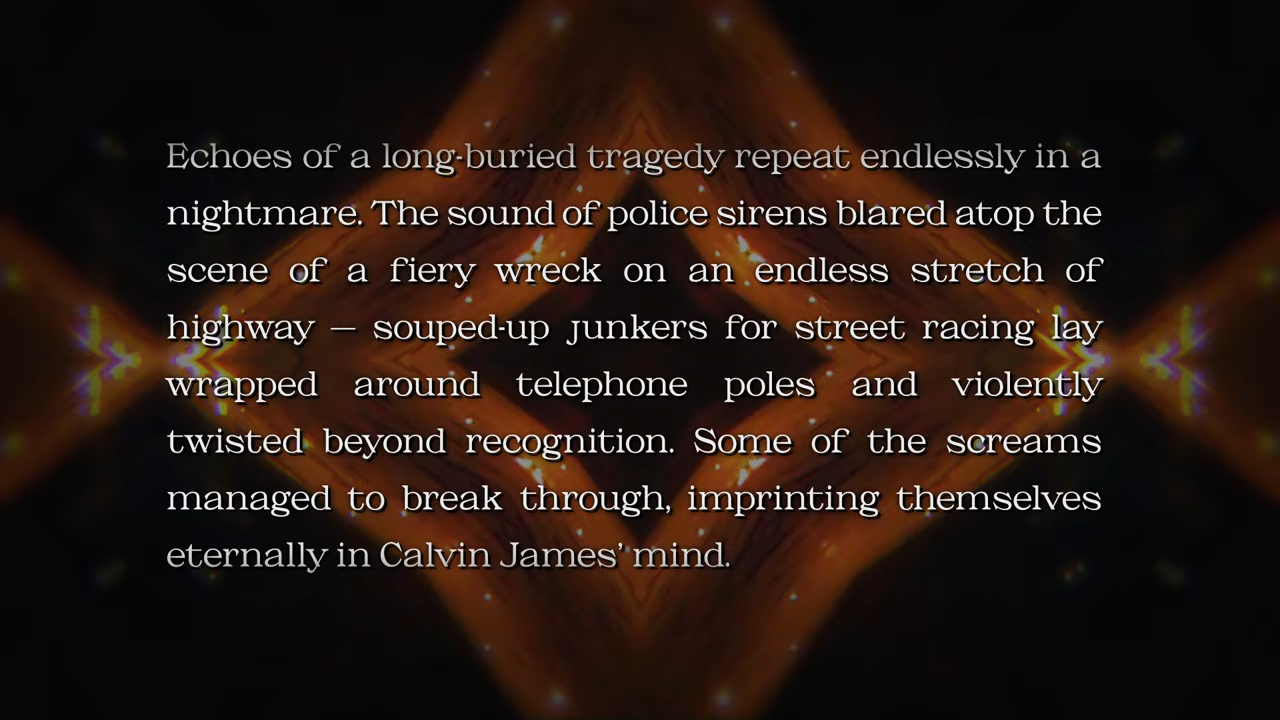 Echoes of a long-buried tragedy repeat endlessly in a
nightmare. The sound of police sirens blared atop the
scene of a fiery wreck on an endless stretch of
highway — souped-up junkers for street racing lay
wrapped around telephone poles and violently
twisted beyond recognition. Some of the screams
managed to break through, imprinting themselves
eternally in Calvin James’ mind.